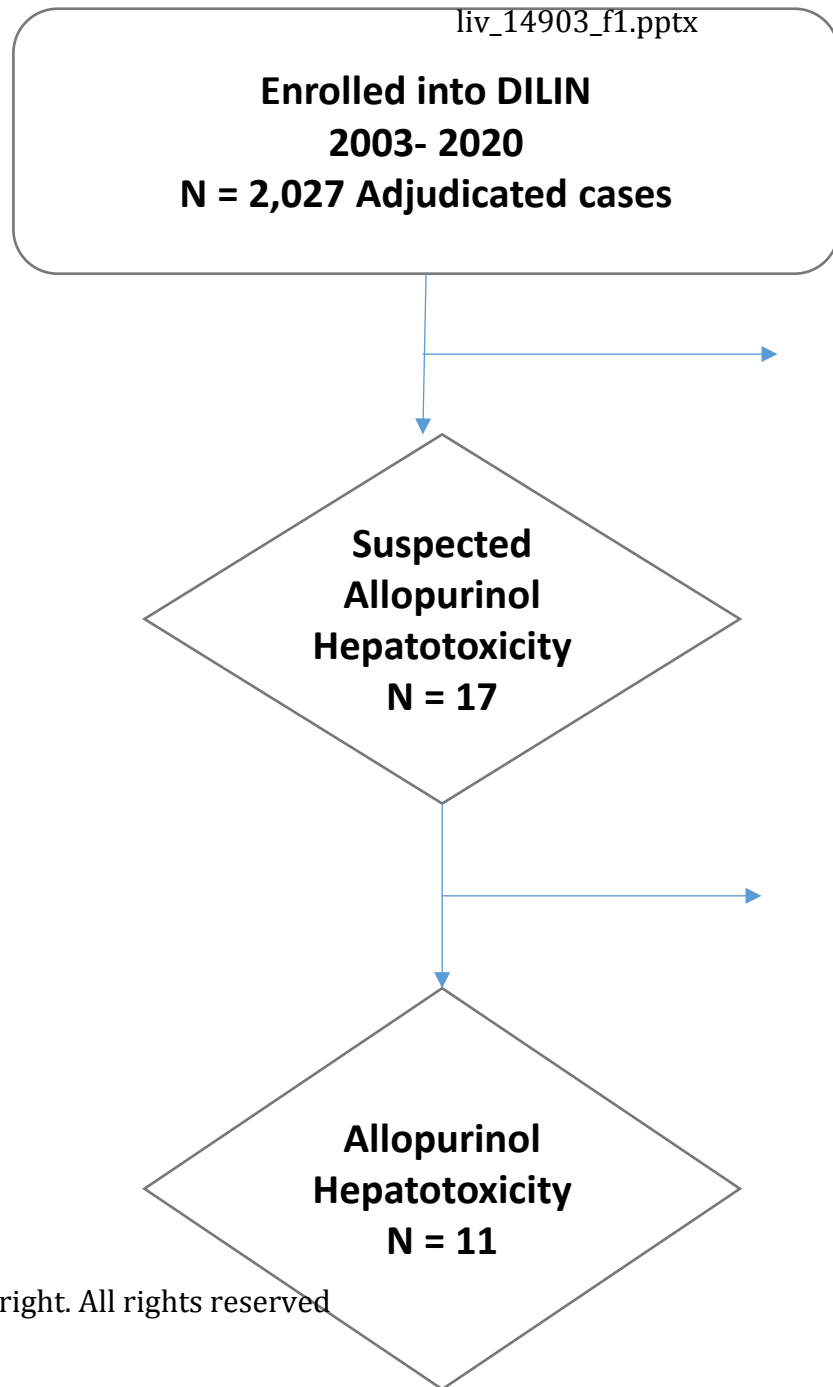 liv_14903_f1.pptx
Enrolled into DILIN
2003- 2020
N = 2,027 Adjudicated cases
Suspected
Allopurinol
Hepatotoxicity
N = 17
Allopurinol
Hepatotoxicity
N = 11
right. All rights reserved